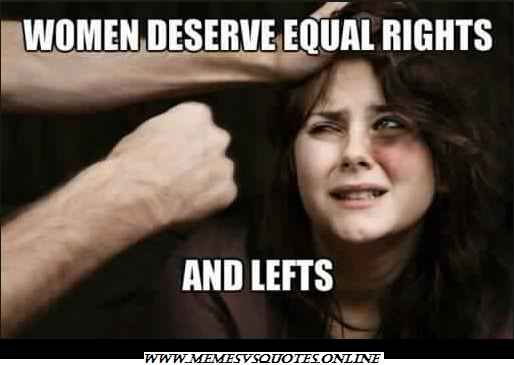 WOMEN DESERVE EQUAL RIGHTS
AND LEFTS
WWW.MEMESVSQUOTES.ONLINE